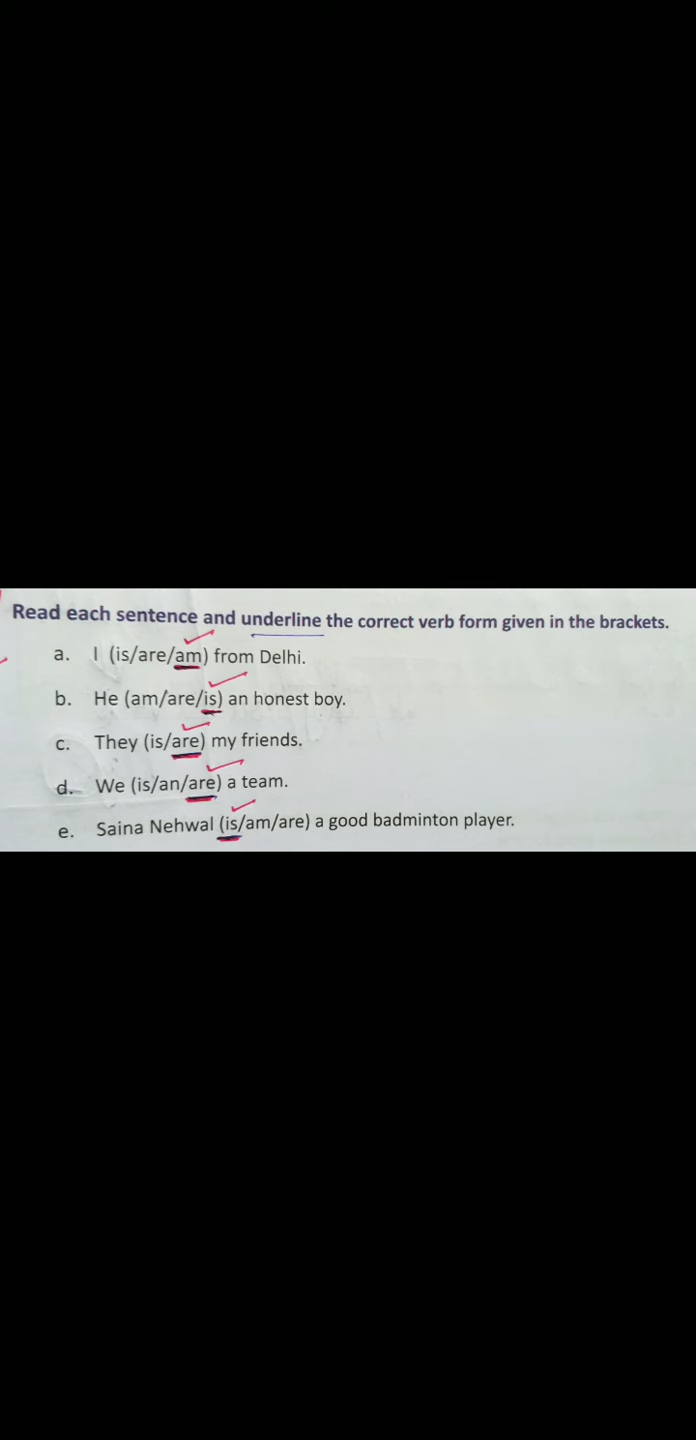 Read each sentence and underline the correct verb form given in the brackets.
a. I (is/are/am) from Delhi.
b. He (am/are/is) an honest boy.
c. They (is/are) my friends.
d. We (is/an/are) a team.
e. Saina Nehwal (is/am/are) a good badminton player.